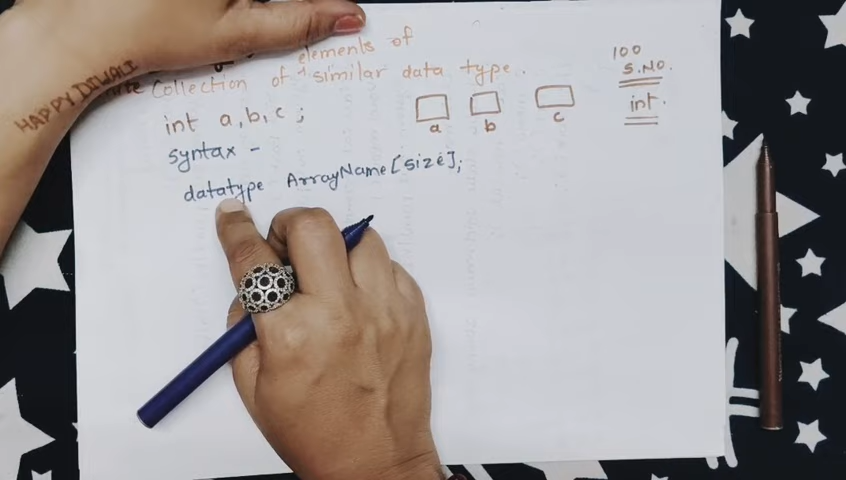 elements of
Collection of similar data type.
int a, b, c ;
a b c
100
S.NO.
int.
syntax -
datatype ArrayName [size];
HAPPY DIWALI